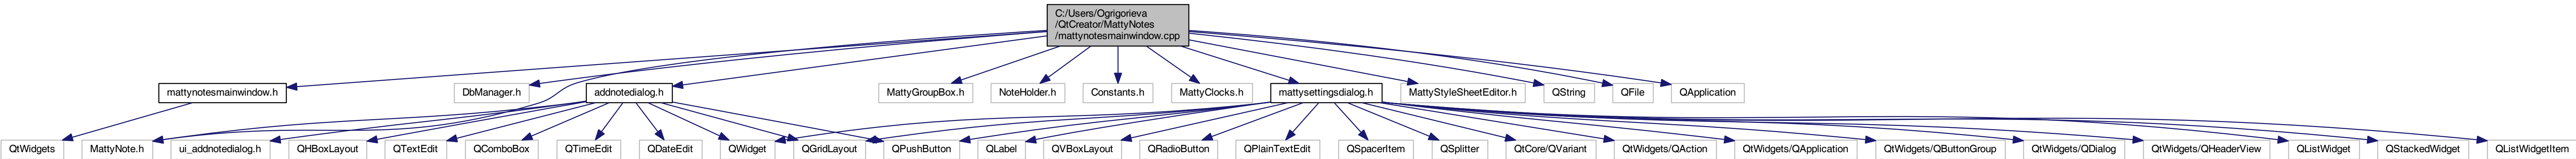 C:/Users/Ogrigorieva
/QtCreator/MattyNotes
/mattynotesmainwindow.cpp
mattynotesmainwindow.h
DbManager.h
addnotedialog.h
MattyGroupBox.h
NoteHolder.h
Constants.h
MattyClocks.h
mattysettingsdialog.h
MattyStyleSheetEditor.h
QString
QFile
QApplication
QtWidgets
MattyNote.h
ui_addnotedialog.h
QHBoxLayout
QTextEdit
QComboBox
QTimeEdit
QDateEdit
QWidget
QGridLayout
QPushButton
QLabel
QVBoxLayout
QRadioButton
QPlainTextEdit
QSpacerItem
QSplitter
QtCore/QVariant
QtWidgets/QAction
QtWidgets/QApplication
QtWidgets/QButtonGroup
QtWidgets/QDialog
QtWidgets/QHeaderView
QListWidget
QStackedWidget
QListWidgetItem